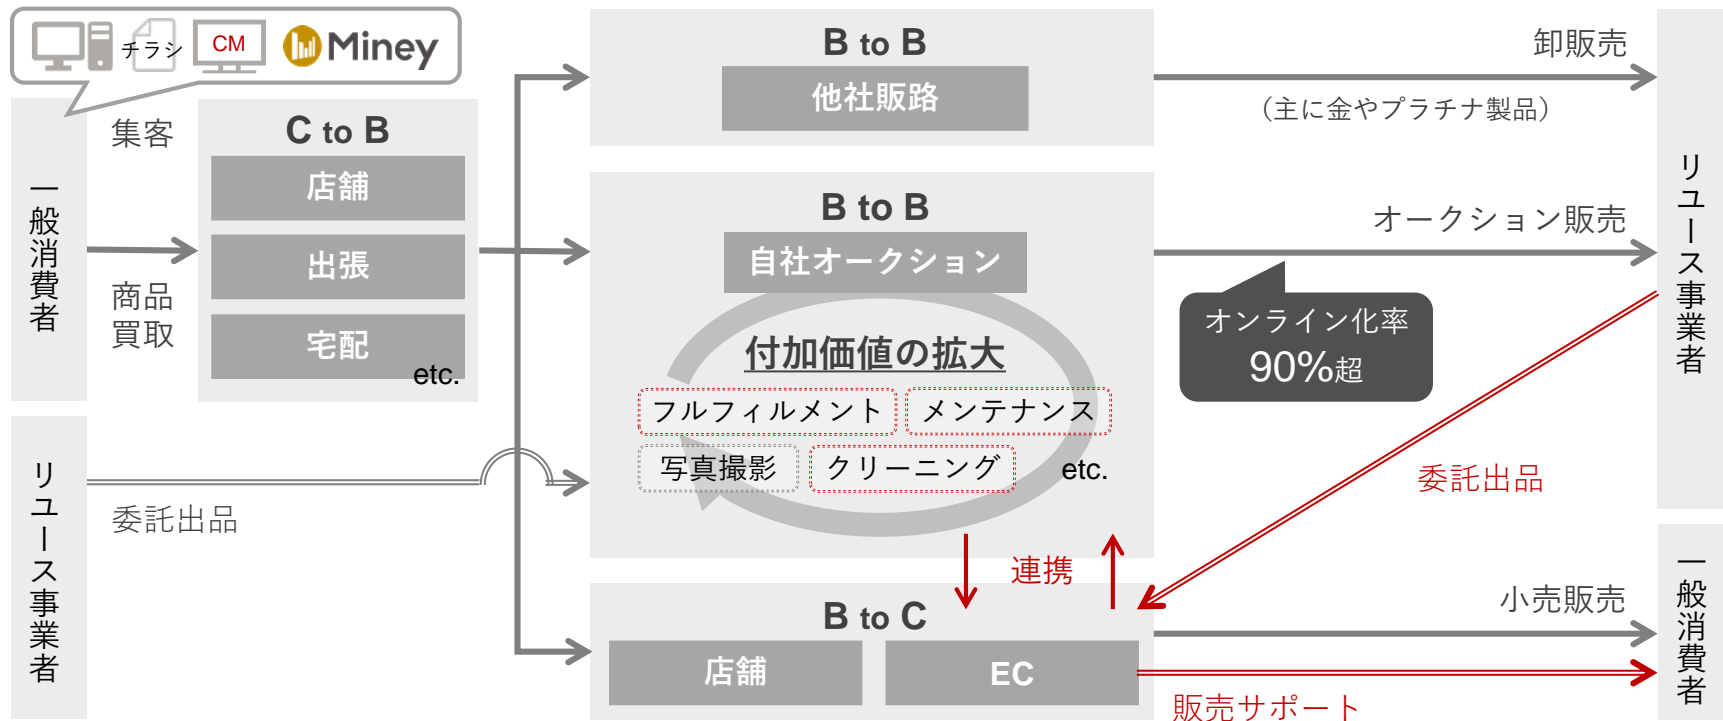 チラシ
CM
Miney
一般消費者
集客
商品
買取
C to B
店舗
出張
宅配
etc.
リユース事業者
委託出品
B to B
他社販路
卸販売
(主に金やプラチナ製品)
B to B
自社オークション
付加価値の拡大
フルフィルメント
メンテナンス
写真撮影
クリーニング
etc.
オークション販売
オンライン化率
90%超
リユース事業者
委託出品
連携
B to C
店舗
EC
小売販売
販売サポート
一般消費者